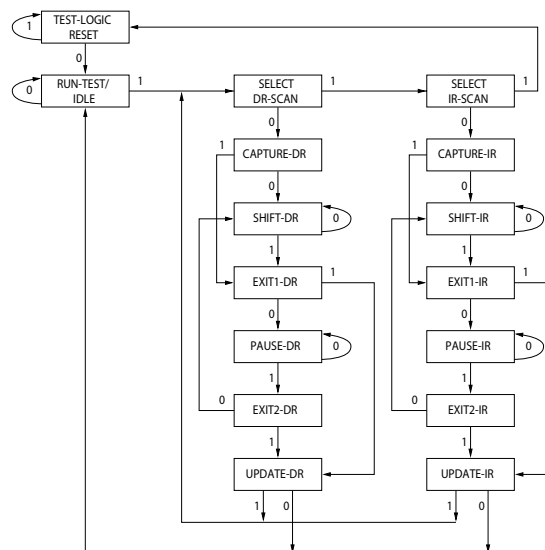 TEST-LOGIC
RESET
1
0
RUN-TEST/
IDLE
0
1
SELECT
DR-SCAN
1
SELECT
IR-SCAN
1
0
0
1
CAPTURE-DR
1
CAPTURE-IR
0
0
SHIFT-DR
0
SHIFT-IR
0
1
1
EXIT1-DR
1
EXIT1-IR
1
0
0
PAUSE-DR
0
PAUSE-IR
0
1
1
0
EXIT2-DR
0
EXIT2-IR
1
1
UPDATE-DR
UPDATE-IR
1
0
1
0